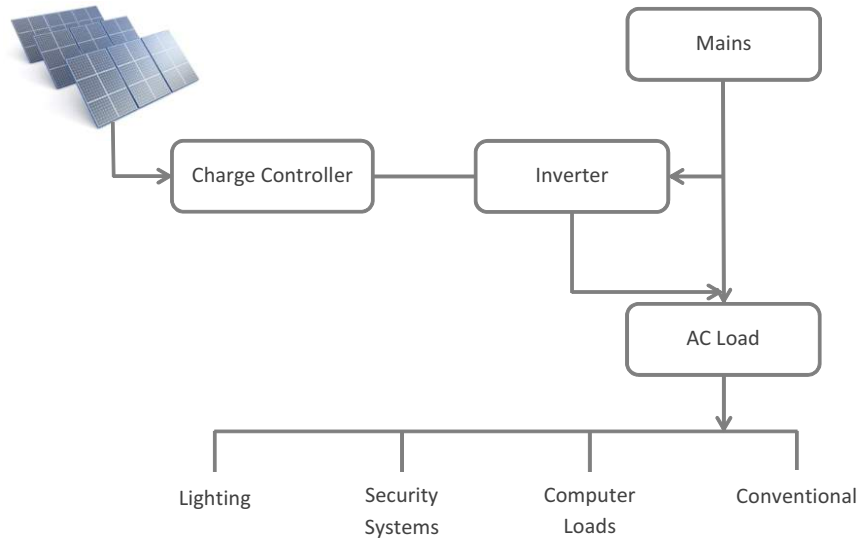 Mains
Charge Controller
Inverter
AC Load
Lighting
Security
Systems
Computer
Loads
Conventional